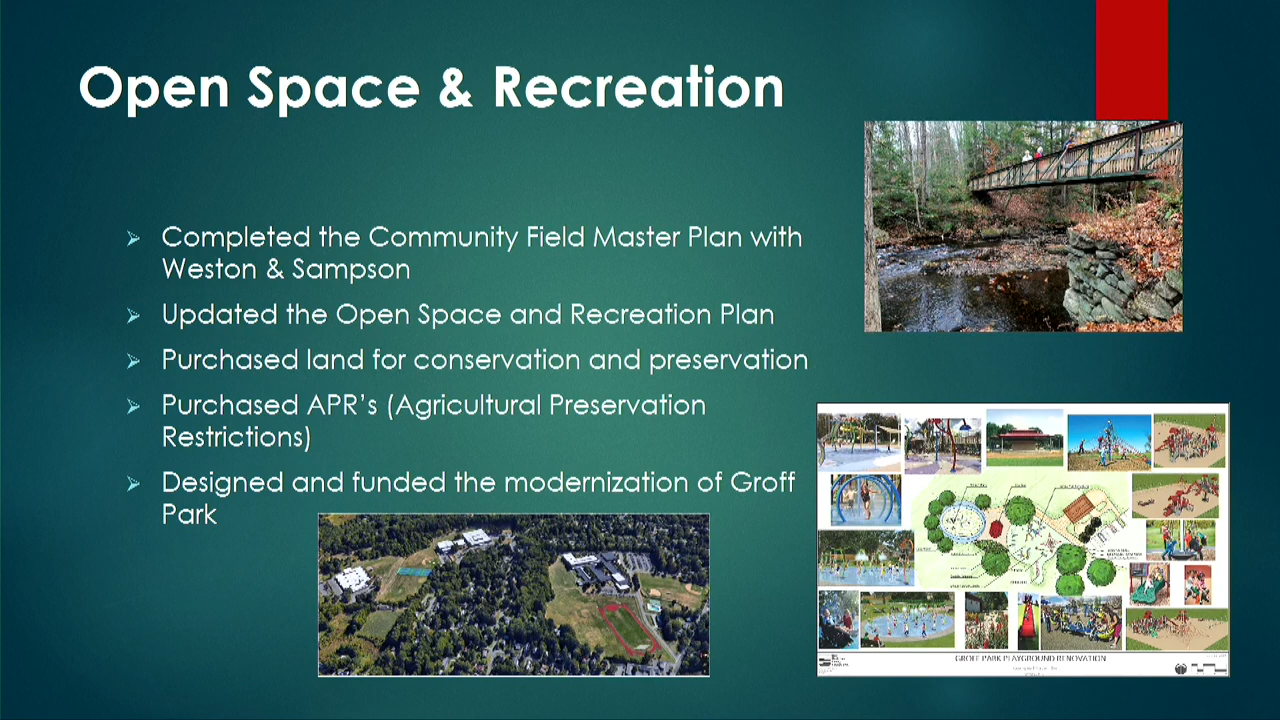 Open Space & Recreation
Completed the Community Field Master Plan with
Weston & Sampson
Updated the Open Space and Recreation Plan
Purchased land for conservation and preservation
Purchased APR's (Agricultural Preservation
Restrictions)
Designed and funded the modernization of Groff
Park
GROFF PARK PLAYGROUND RENOVATION